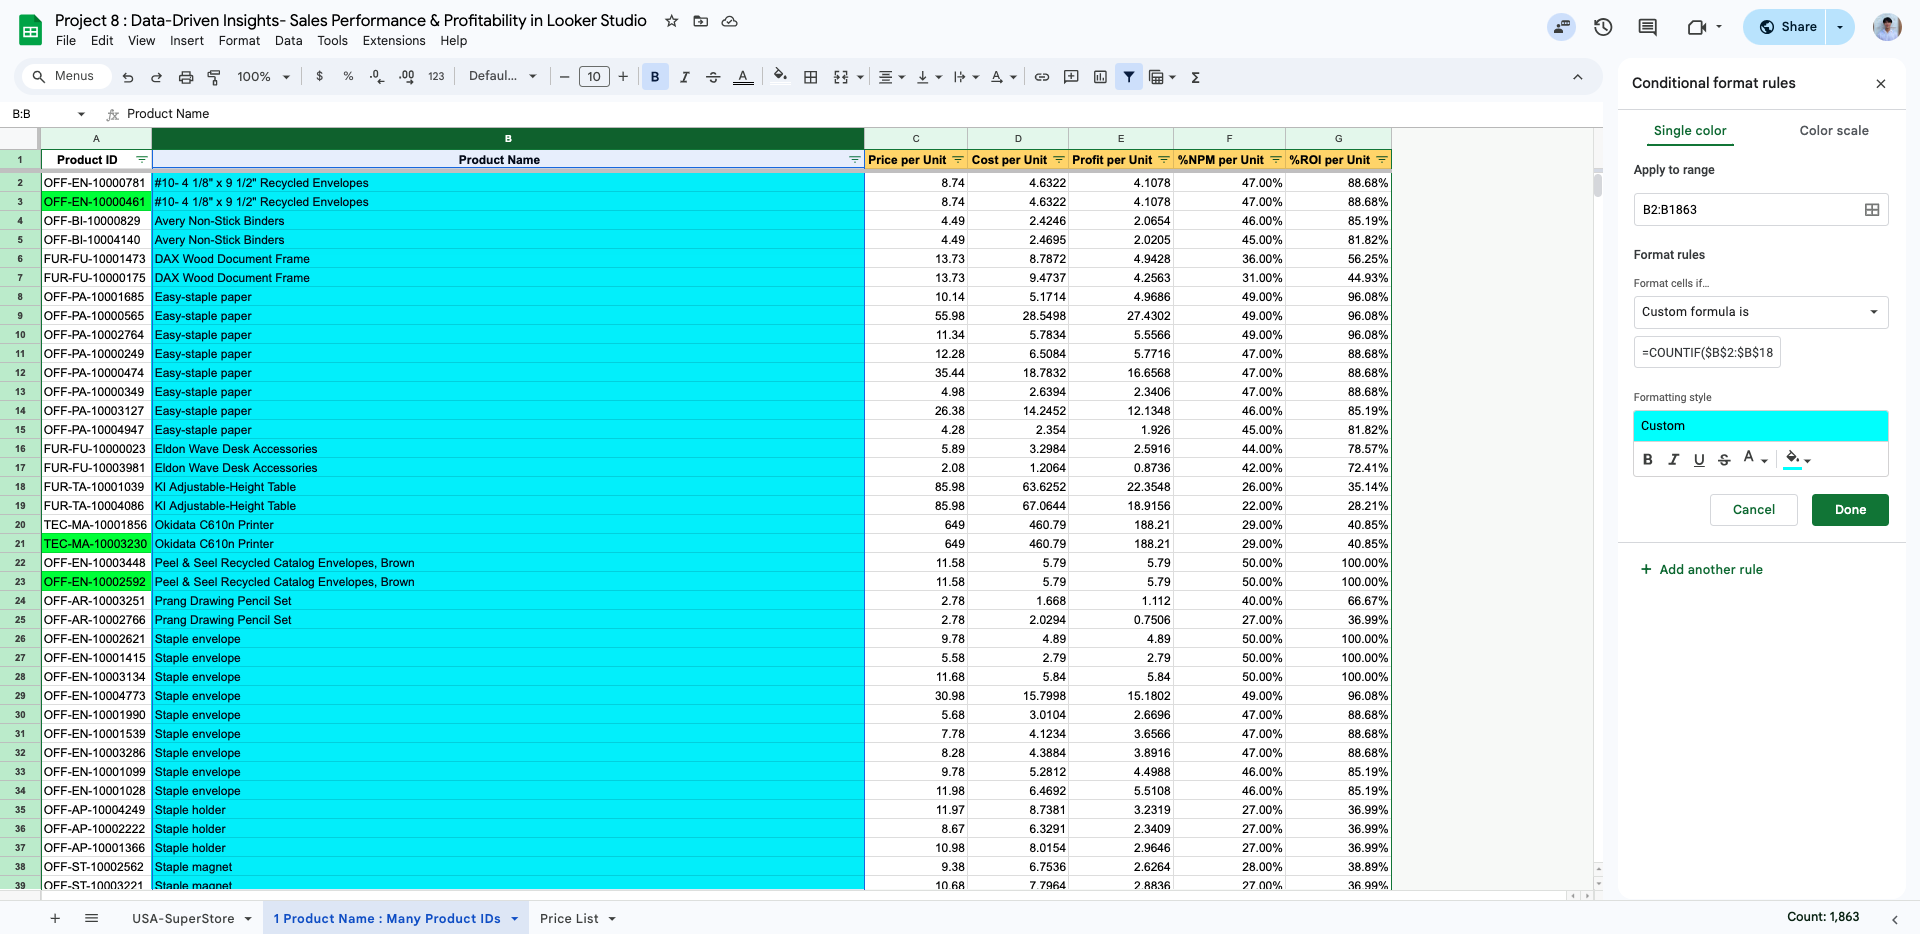 Project 8 : Data-Driven Insights- Sales Performance & Profitability in Looker Studio
File Edit View Insert Format Data Tools Extensions Help
Share
Menus 100% $ % .0 .00 123 Defaul... 10 B I S A Σ
B:B fx Product Name
A B C D E F G
1 Product ID Product Name Price per Unit Cost per Unit Profit per Unit %NPM per Unit %ROI per Unit
2 OFF-EN-10000781 #10- 4 1/8" x 9 1/2" Recycled Envelopes 8.74 4.6322 4.1078 47.00% 88.68%
3 OFF-EN-10000461 #10- 4 1/8" x 9 1/2" Recycled Envelopes 8.74 4.6322 4.1078 47.00% 88.68%
4 OFF-BI-10000829 Avery Non-Stick Binders 4.49 2.4246 2.0654 46.00% 85.19%
5 OFF-BI-10004140 Avery Non-Stick Binders 4.49 2.4695 2.0205 45.00% 81.82%
6 FUR-FU-10001473 DAX Wood Document Frame 13.73 8.7872 4.9428 36.00% 56.25%
7 FUR-FU-10000175 DAX Wood Document Frame 13.73 9.4737 4.2563 31.00% 44.93%
8 OFF-PA-10001685 Easy-staple paper 10.14 5.1714 4.9686 49.00% 96.08%
9 OFF-PA-10000565 Easy-staple paper 55.98 28.5498 27.4302 49.00% 96.08%
10 OFF-PA-10002764 Easy-staple paper 11.34 5.7834 5.5566 49.00% 96.08%
11 OFF-PA-10000249 Easy-staple paper 12.28 6.5084 5.7716 47.00% 88.68%
12 OFF-PA-10000474 Easy-staple paper 35.44 18.7832 16.6568 47.00% 88.68%
13 OFF-PA-10000349 Easy-staple paper 4.98 2.6394 2.3406 47.00% 88.68%
14 OFF-PA-10003127 Easy-staple paper 26.38 14.2452 12.1348 46.00% 85.19%
15 OFF-PA-10004947 Easy-staple paper 4.28 2.354 1.926 45.00% 81.82%
16 FUR-FU-10000023 Eldon Wave Desk Accessories 5.89 3.2984 2.5916 44.00% 78.57%
17 FUR-FU-10003981 Eldon Wave Desk Accessories 2.08 1.2064 0.8736 42.00% 72.41%
18 FUR-TA-10001039 KI Adjustable-Height Table 85.98 63.6252 22.3548 26.00% 35.14%
19 FUR-TA-10004086 KI Adjustable-Height Table 85.98 67.0644 18.9156 22.00% 28.21%
20 TEC-MA-10001856 Okidata C610n Printer 649 460.79 188.21 29.00% 40.85%
21 TEC-MA-10003230 Okidata C610n Printer 649 460.79 188.21 29.00% 40.85%
22 OFF-EN-10003448 Peel & Seel Recycled Catalog Envelopes, Brown 11.58 5.79 5.79 50.00% 100.00%
23 OFF-EN-10002592 Peel & Seel Recycled Catalog Envelopes, Brown 11.58 5.79 5.79 50.00% 100.00%
24 OFF-AR-10003251 Prang Drawing Pencil Set 2.78 1.668 1.112 40.00% 66.67%
25 OFF-AR-10002766 Prang Drawing Pencil Set 2.78 2.0294 0.7506 27.00% 36.99%
26 OFF-EN-10002621 Staple envelope 9.78 4.89 4.89 50.00% 100.00%
27 OFF-EN-10001415 Staple envelope 5.58 2.79 2.79 50.00% 100.00%
28 OFF-EN-10003134 Staple envelope 11.68 5.84 5.84 50.00% 100.00%
29 OFF-EN-10004773 Staple envelope 30.98 15.7998 15.1802 49.00% 96.08%
30 OFF-EN-10001990 Staple envelope 5.68 3.0104 2.6696 47.00% 88.68%
31 OFF-EN-10001539 Staple envelope 7.78 4.1234 3.6566 47.00% 88.68%
32 OFF-EN-10003286 Staple envelope 8.28 4.3884 3.8916 47.00% 88.68%
33 OFF-EN-10001099 Staple envelope 9.78 5.2812 4.4988 46.00% 85.19%
34 OFF-EN-10001028 Staple envelope 11.98 6.4692 5.5108 46.00% 85.19%
35 OFF-AP-10004249 Staple holder 11.97 8.7381 3.2319 27.00% 36.99%
36 OFF-AP-10002222 Staple holder 8.67 6.3291 2.3409 27.00% 36.99%
37 OFF-AP-10001366 Staple holder 10.98 8.0154 2.9646 27.00% 36.99%
38 OFF-ST-10002562 Staple magnet 9.38 6.7536 2.6264 28.00% 38.89%
39 OFF-ST-10003221 Staple magnet 10.68 7.7964 2.8836 27.00% 36.99%
Conditional format rules
Single color Color scale
Apply to range
B2:B1863
Format rules
Format cells if…
Custom formula is
=COUNTIF($B$2:$B$18
Formatting style
Custom
B I U S A
Cancel Done
+ Add another rule
USA-SuperStore 1 Product Name : Many Product IDs Price List Count: 1,863